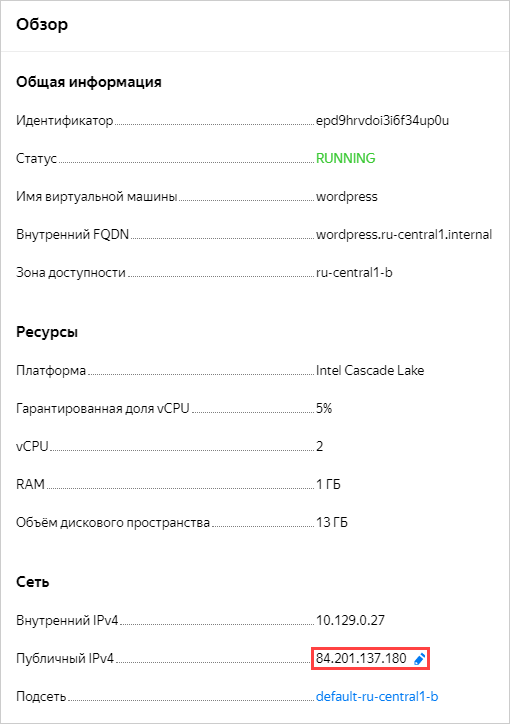 Обзор
Общая информация
Идентификатор epd9hrvdoi3i6f34up0u
Статус RUNNING
Имя виртуальной машины wordpress
Внутренний FQDN wordpress.ru-central1.internal
Зона доступности ru-central1-b
Ресурсы
Платформа Intel Cascade Lake
Гарантированная доля vCPU 5%
vCPU 2
RAM 1 ГБ
Объём дискового пространства 13 ГБ
Сеть
Внутренний IPv4 10.129.0.27
Публичный IPv4 84.201.137.180
Подсеть default-ru-central1-b